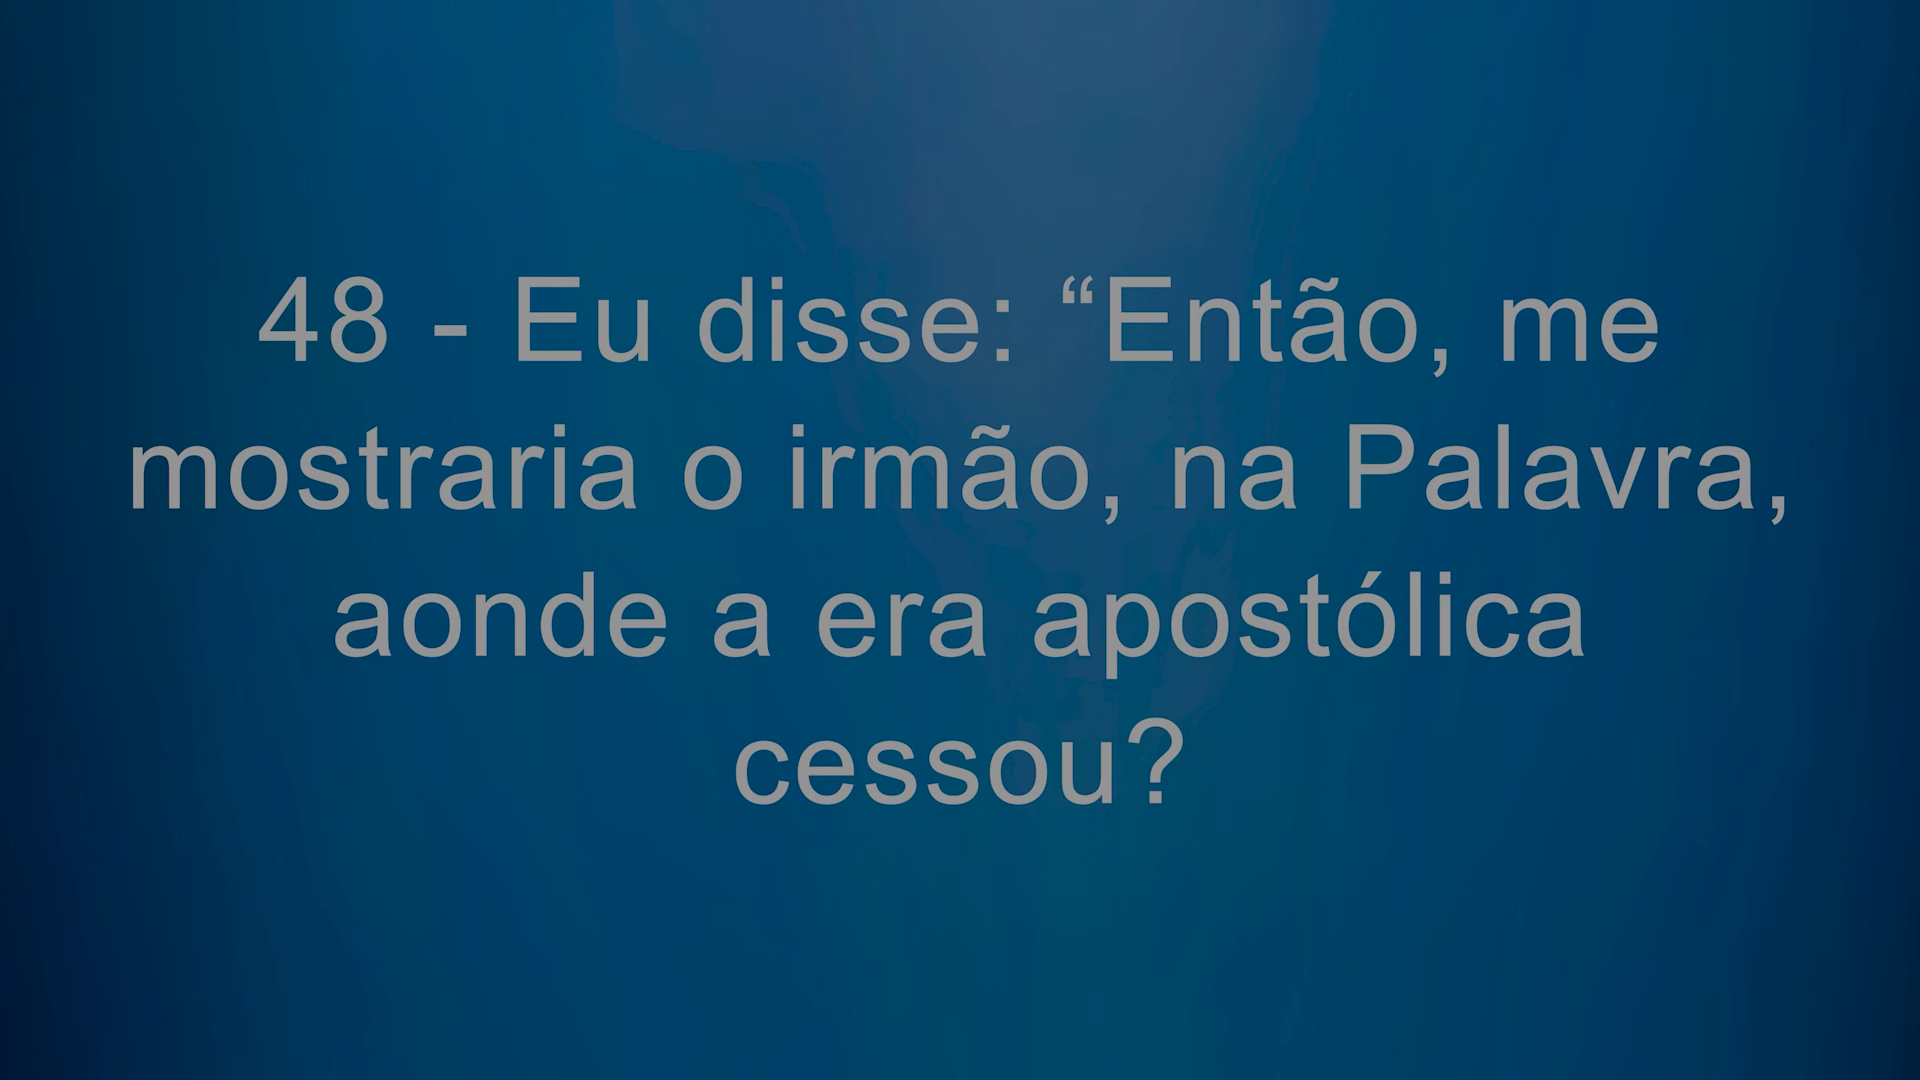 48 - Eu disse: “Então, me
mostraria o irmão, na Palavra,
aonde a era apostólica
cessou?